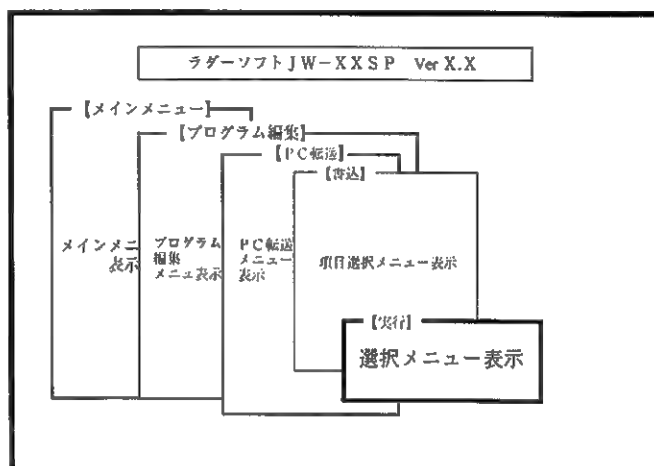 ラダーソフトJW−XXSP Ver X.X
【メインメニュー】
【プログラム編集】
【PC転送】
【書込】
メインメニ
表示
プログラム
編集
メニュ表示
PC転送
メニュー
表示
項目選択メニュー表示
【実行】
選択メニュー表示